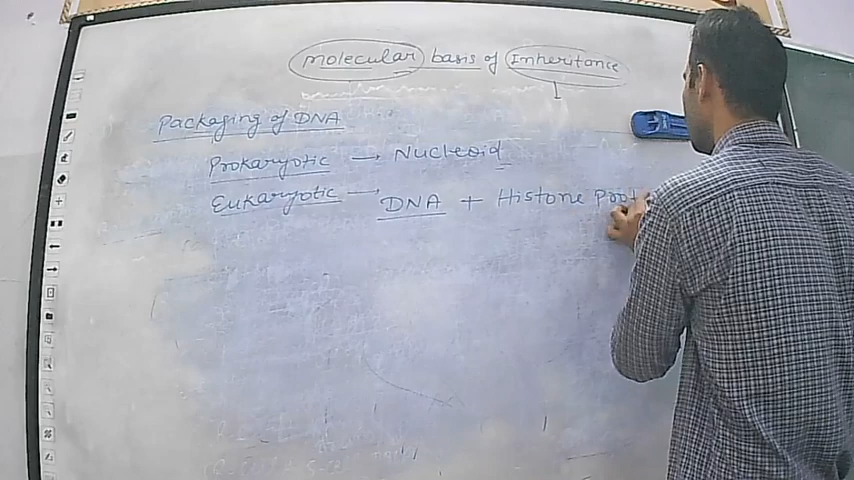 Molecular basis of Inheritance
Packaging of DNA
Prokaryotic → Nucleoid
Eukaryotic → DNA + Histone Prot